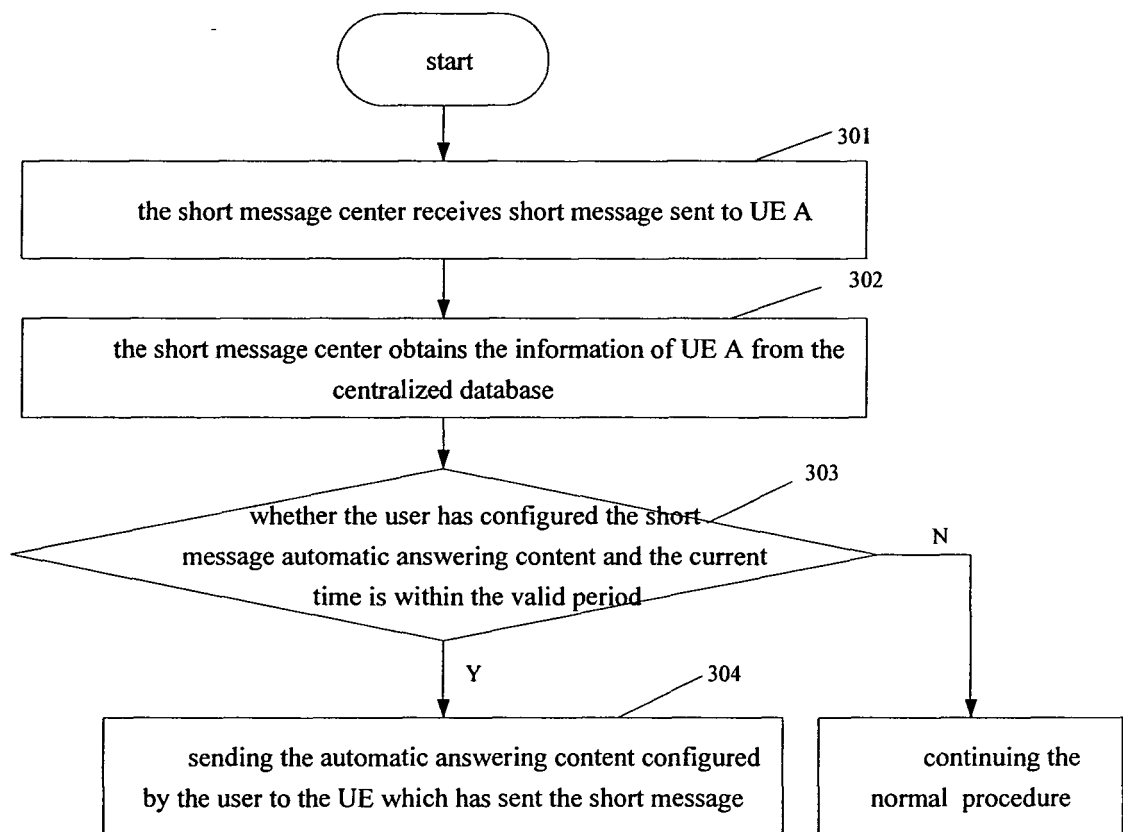 start
301
the short message center receives short message sent to UE A
302
the short message center obtains the information of UE A from the
centralized database
303
whether the user has configured the short
message automatic answering content and the current
time is within the valid period
N
Y
304
sending the automatic answering content configured
by the user to the UE which has sent the short message
continuing the
normal procedure